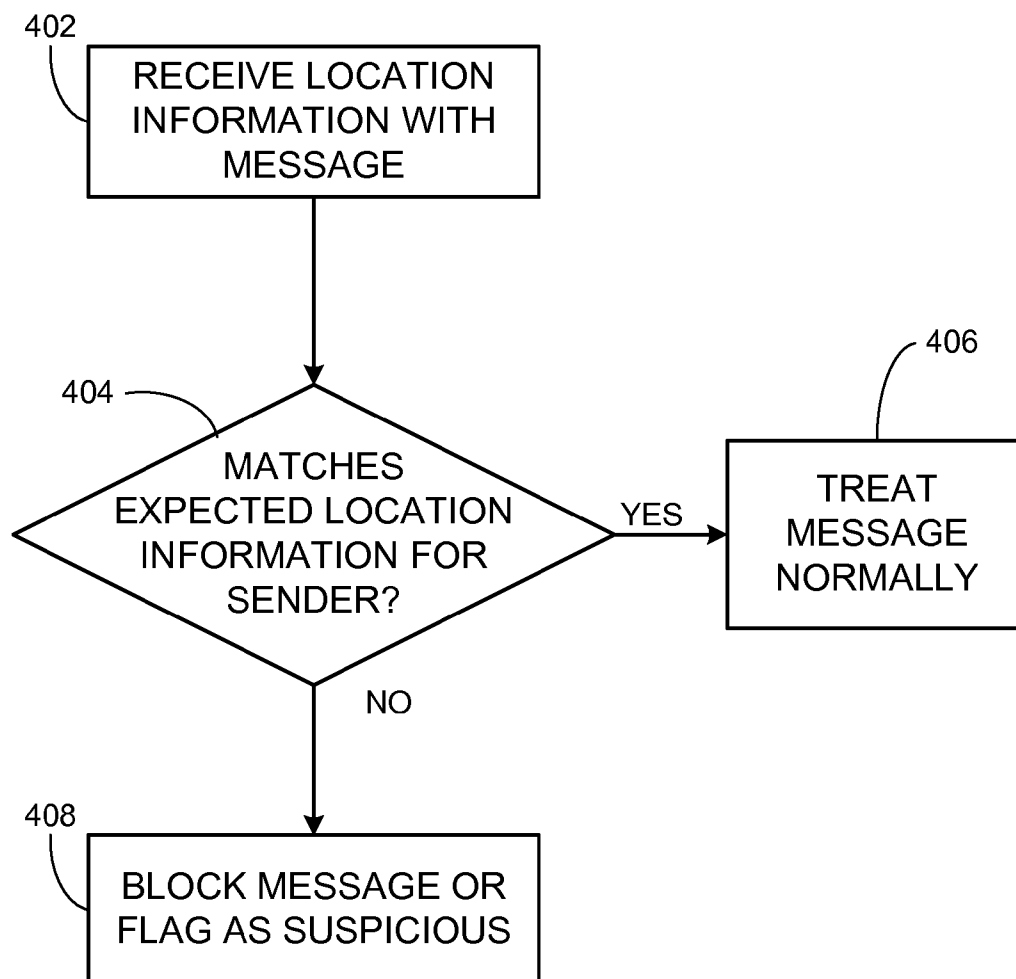 402
RECEIVE LOCATION
INFORMATION WITH
MESSAGE
404
MATCHES
EXPECTED LOCATION
INFORMATION FOR
SENDER?
YES
406
TREAT
MESSAGE
NORMALLY
NO
408
BLOCK MESSAGE OR
FLAG AS SUSPICIOUS